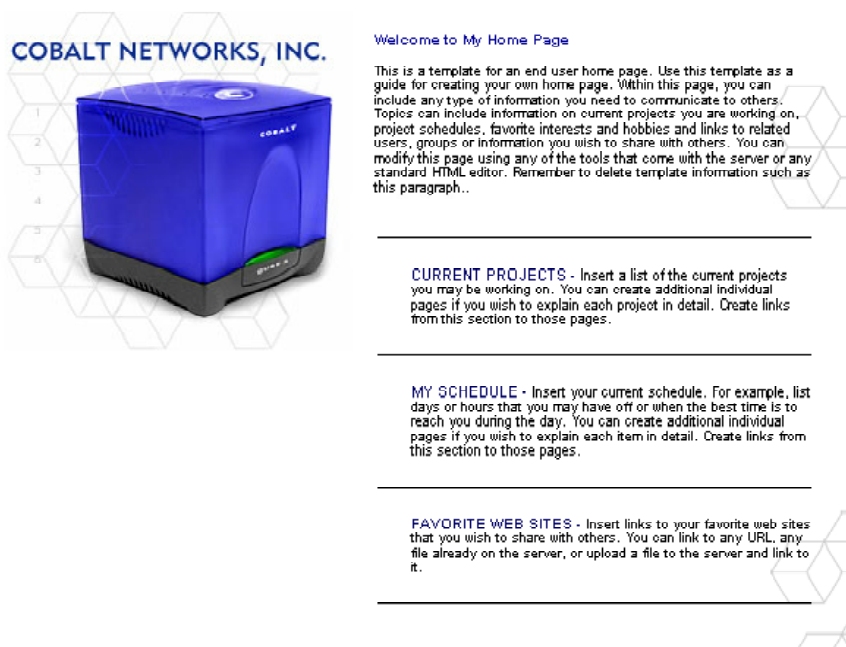 COBALT NETWORKS, INC.
1
2
3
4
5
6
COBALT
QUBE 2
Welcome to My Home Page
This is a template for an end user home page. Use this template as a
guide for creating your own home page. Within this page, you can
include any type of information you need to communicate to others.
Topics can include information on current projects you are working on,
project schedules, favorite interests and hobbies and links to related
users, groups or information you wish to share with others. You can
modify this page using any of the tools that come with the server or any
standard HTML editor. Remember to delete template information such as
this paragraph..
CURRENT PROJECTS - Insert a list of the current projects
you may be working on. You can create additional individual
pages if you wish to explain each project in detail. Create links
from this section to those pages.
MY SCHEDULE - Insert your current schedule. For example, list
days or hours that you may have off or when the best time is to
reach you during the day. You can create additional individual
pages if you wish to explain each item in detail. Create links from
this section to those pages.
FAVORITE WEB SITES - Insert links to your favorite web sites
that you wish to share with others. You can link to any URL, any
file already on the server, or upload a file to the server and link to
it.